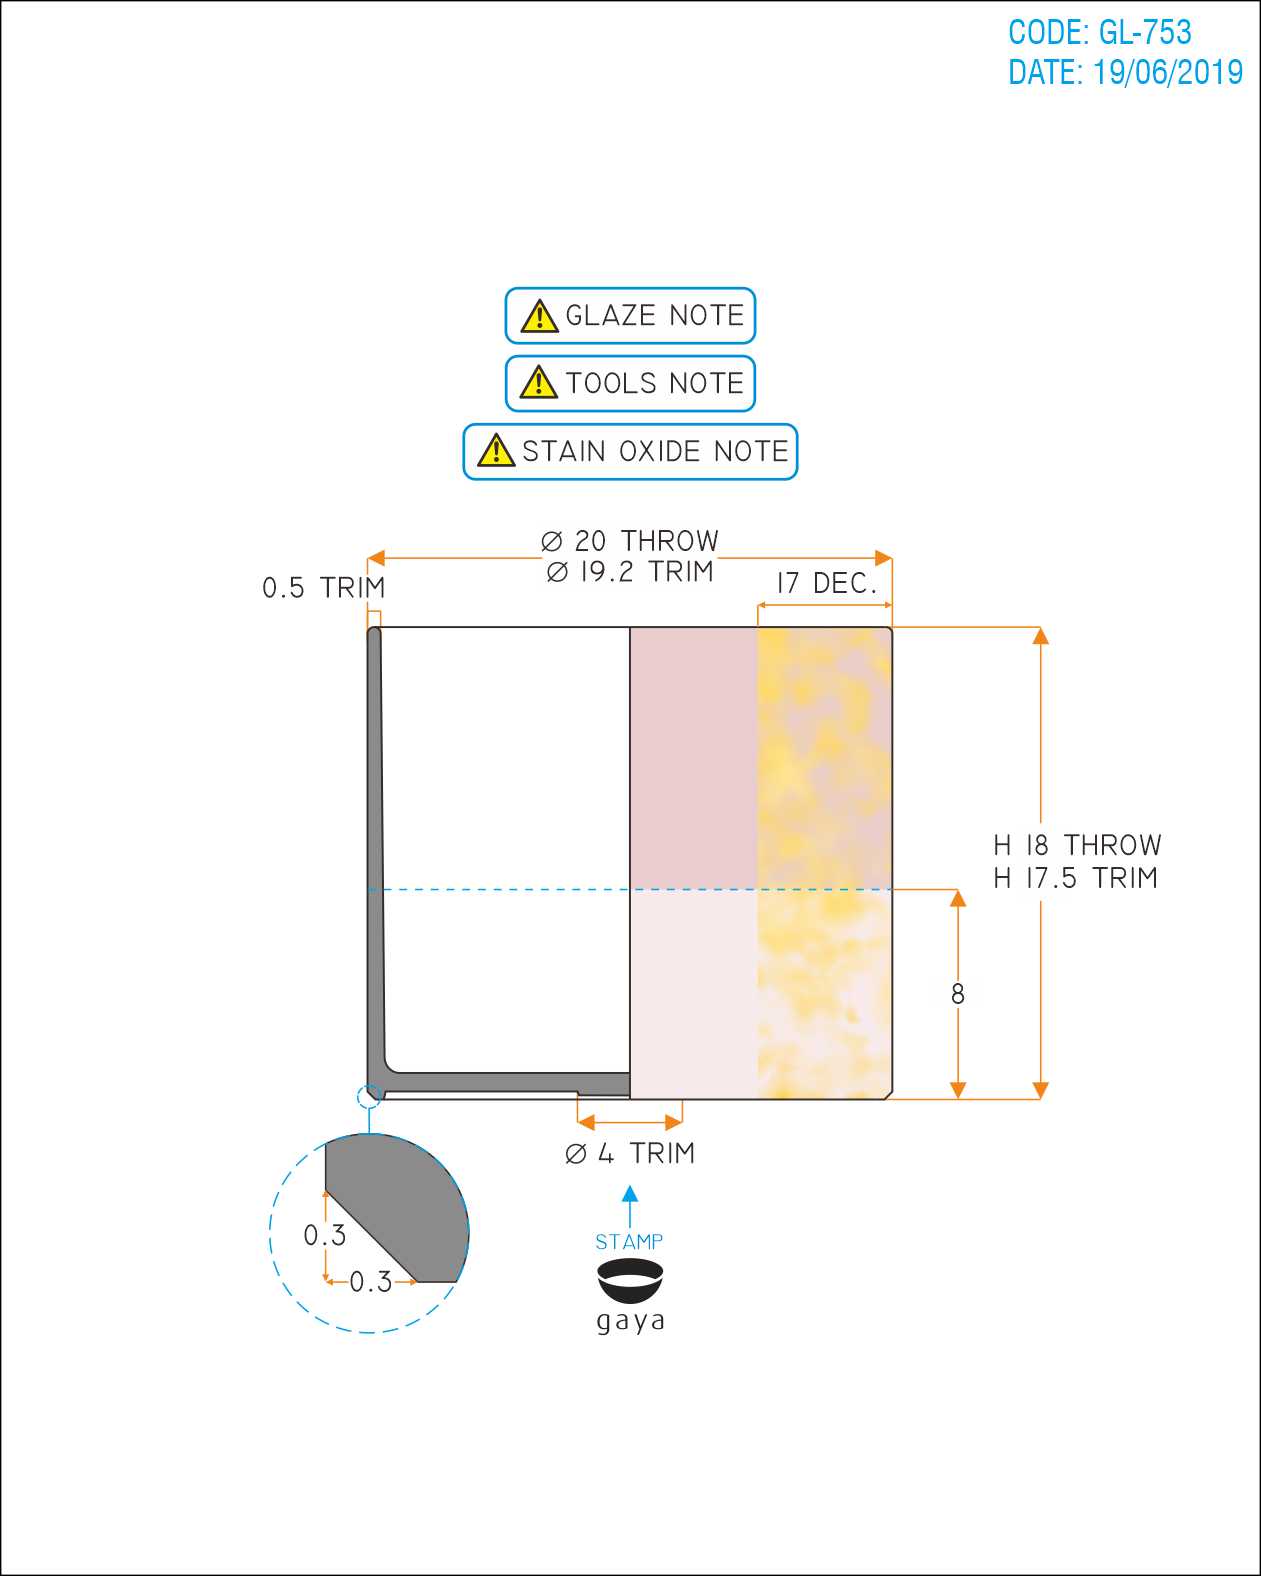 CODE: GL-753
DATE: 19/06/2019
GLAZE NOTE
TOOLS NOTE
STAIN OXIDE NOTE
Ø 20 THROW
Ø 19.2 TRIM
0.5 TRIM
17 DEC.
H 18 THROW
H 17.5 TRIM
8
Ø 4 TRIM
0.3
0.3
STAMP
gaya